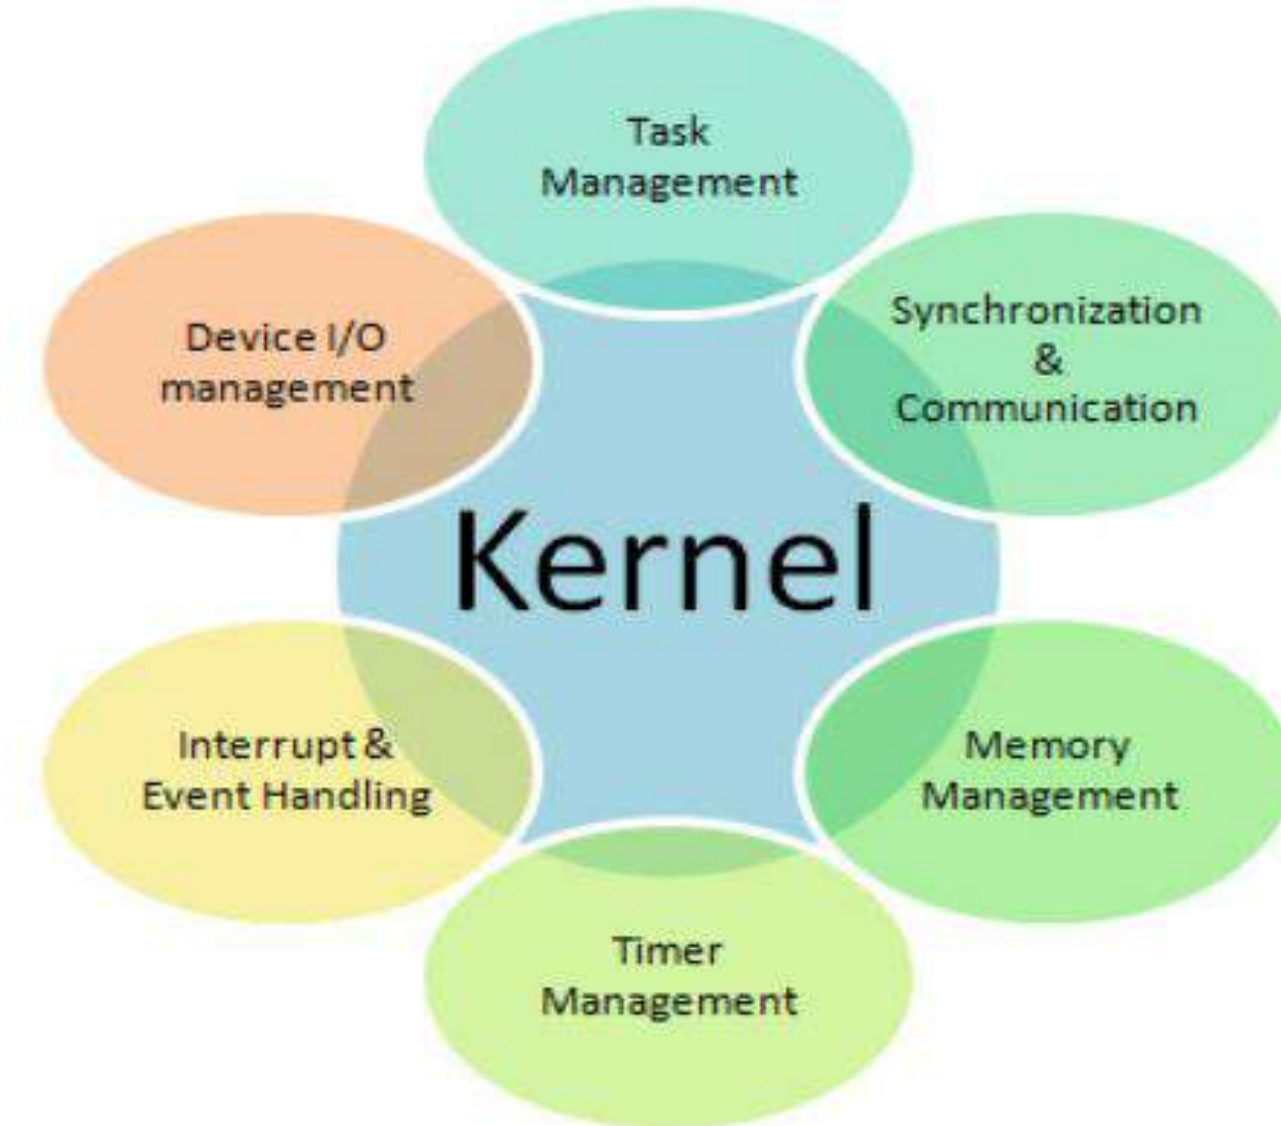 Task
Management
Synchronization
&
Communication
Device I/O
management
Kernel
Interrupt &
Event Handling
Memory
Management
Timer
Management